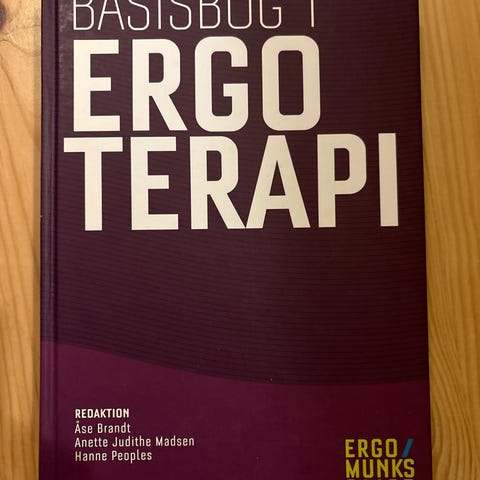 BASISBOG I
ERGO
TERAPI
REDAKTION
Åse Brandt
Anette Judithe Madsen
Hanne Peoples
ERGO/
MUNKS